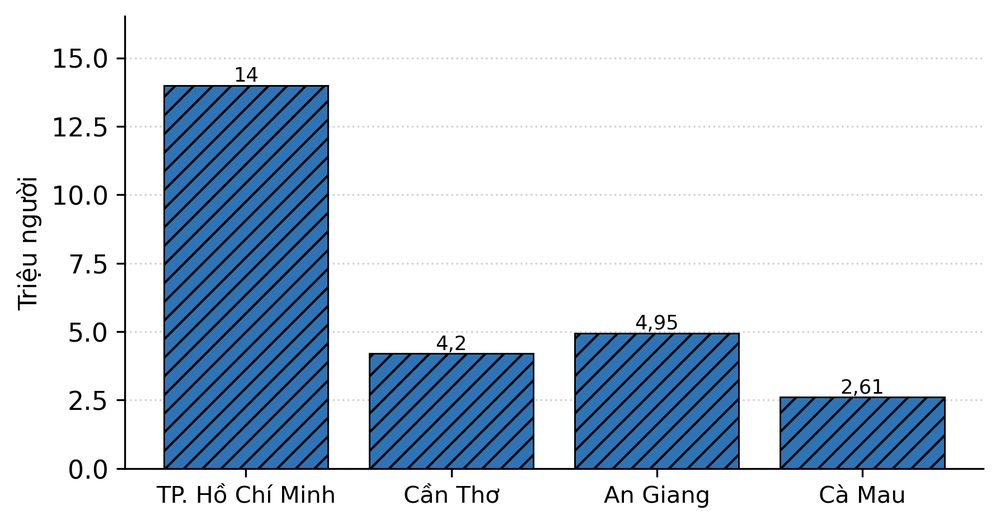 Triệu người
15.0
12.5
10.0
7.5
5.0
2.5
0.0
14
4,2
4,95
2,61
TP. Hồ Chí Minh
Cần Thơ
An Giang
Cà Mau